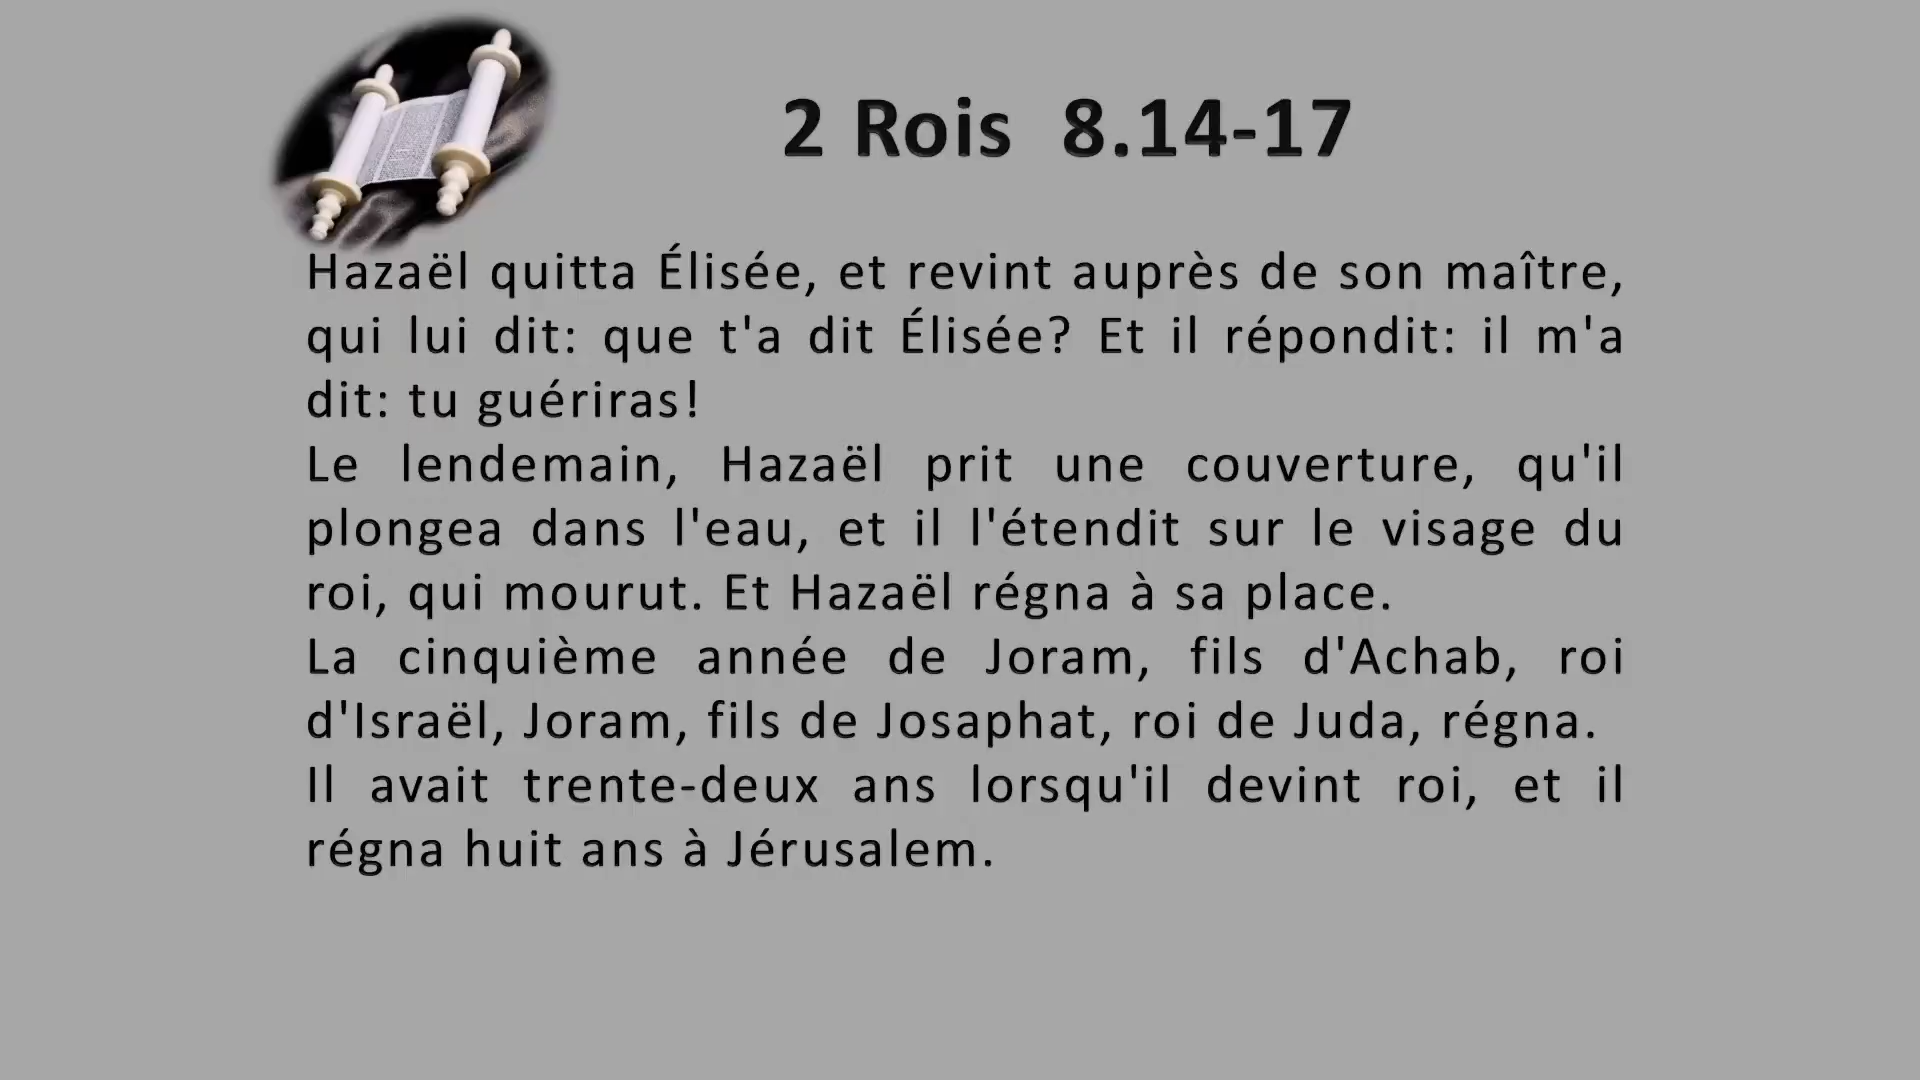 2 Rois 8.14-17
Hazaël quitta Élisée, et revint auprès de son maître,
qui lui dit: que t'a dit Élisée? Et il répondit: il m'a
dit: tu guériras!
Le lendemain, Hazaël prit une couverture, qu'il
plongea dans l'eau, et il l'étendit sur le visage du
roi, qui mourut. Et Hazaël régna à sa place.
La cinquième année de Joram, fils d'Achab, roi
d'Israël, Joram, fils de Josaphat, roi de Juda, régna.
Il avait trente-deux ans lorsqu'il devint roi, et il
régna huit ans à Jérusalem.